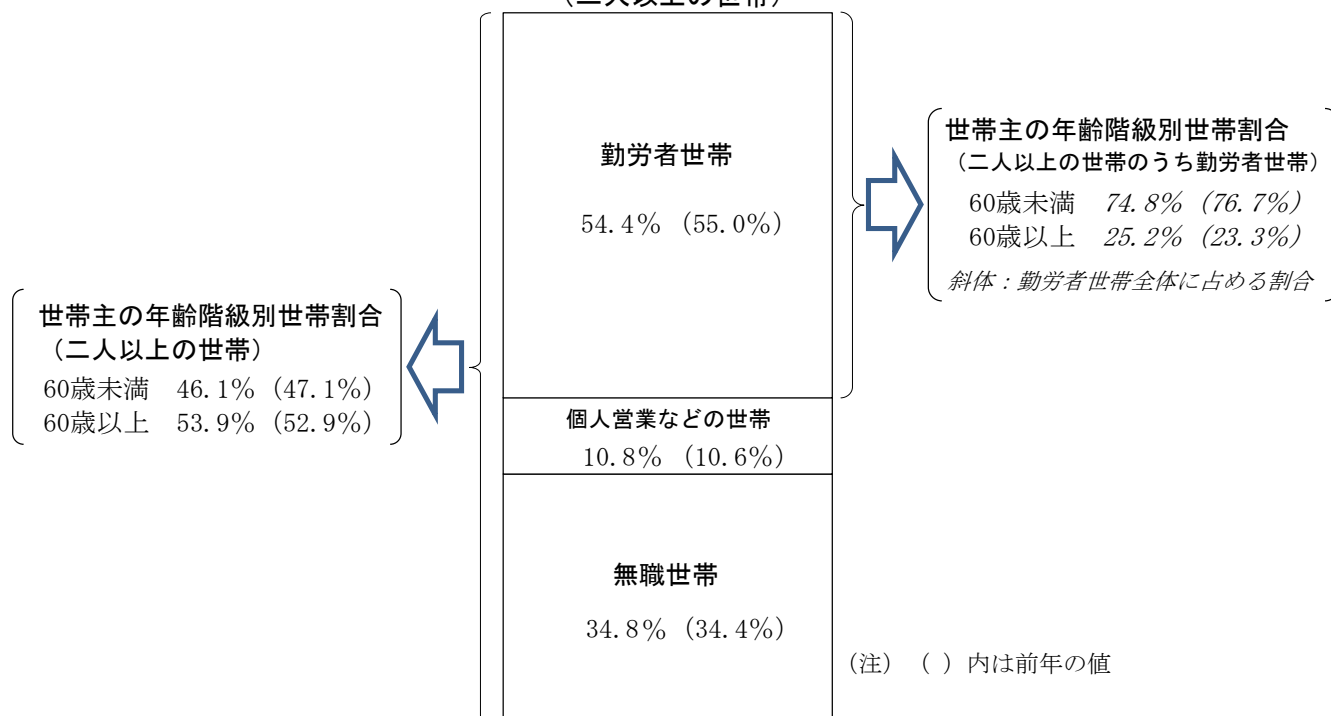 （二人以上の世帯）
勤労者世帯
54.4% (55.0%)
世帯主の年齢階級別世帯割合
（二人以上の世帯のうち勤労者世帯）
60歳未満 74.8% (76.7%)
60歳以上 25.2% (23.3%)
斜体：勤労者世帯全体に占める割合
世帯主の年齢階級別世帯割合
（二人以上の世帯）
60歳未満 46.1% (47.1%)
60歳以上 53.9% (52.9%)
個人営業などの世帯
10.8% (10.6%)
無職世帯
34.8% (34.4%)
（注）（ ）内は前年の値